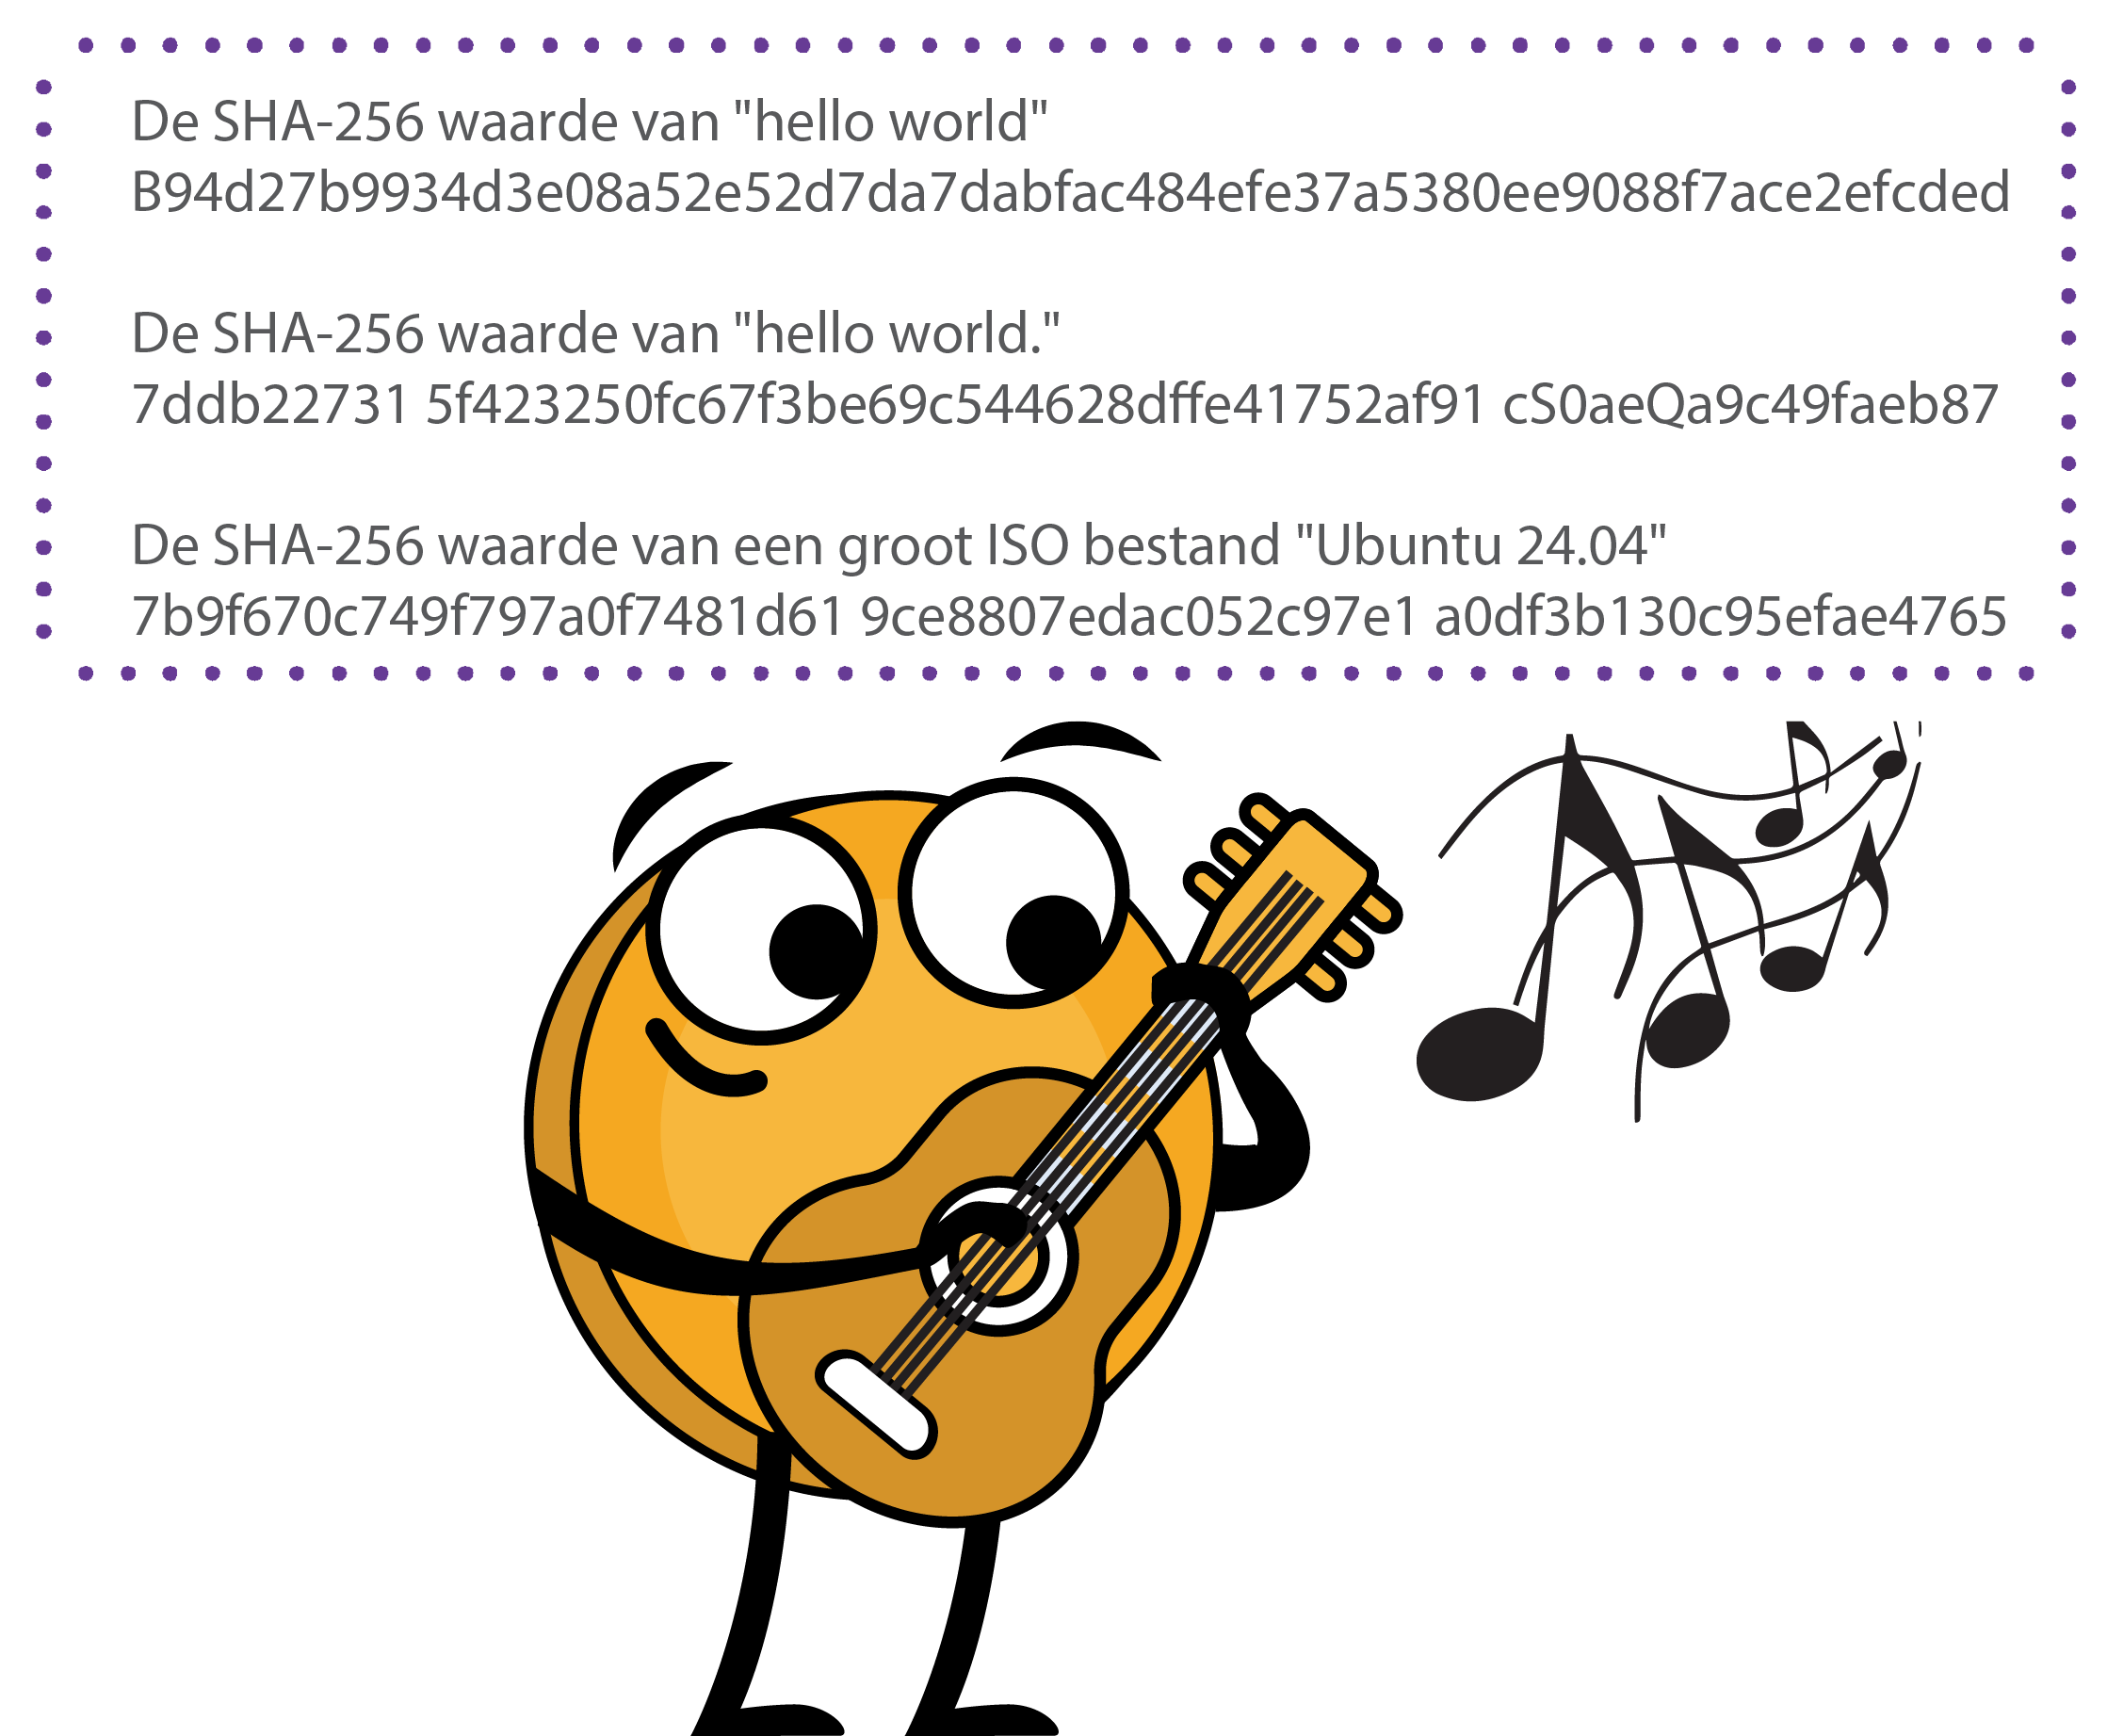 De SHA-256 waarde van "hello world"
B94d27b9934d3e08a52e52d7da7dabfac484efe37a5380ee9088f7ace2efcded
De SHA-256 waarde van "hello world."
7ddb22731 5f423250fc67f3be69c544628dffe41752af91 cS0aeQa9c49faeb87
De SHA-256 waarde van een groot ISO bestand "Ubuntu 24.04"
7b9f670c749f797a0f7481d61 9ce8807edac052c97e1 a0df3b130c95efae4765